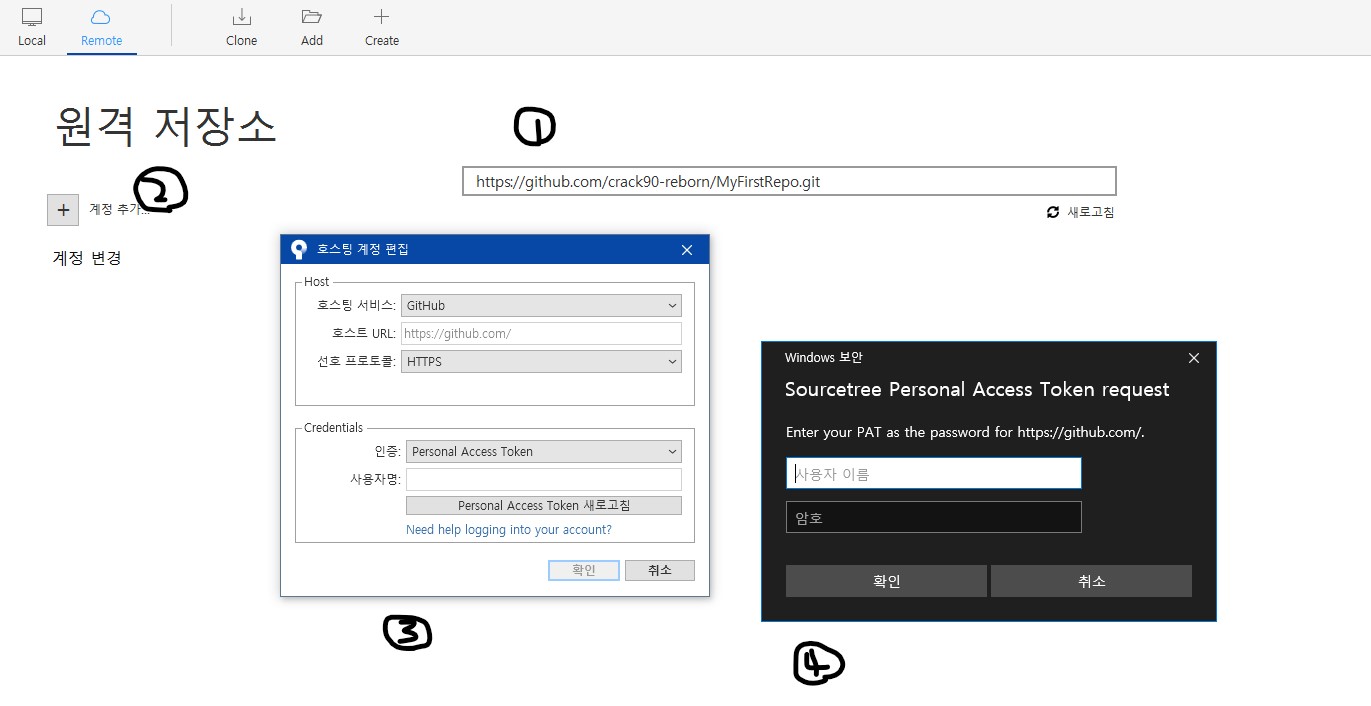 Local Remote Clone Add Create
원격 저장소
①
https://github.com/crack90-reborn/MyFirstRepo.git
②
+ 계정 추가...
새로고침
계정 변경
호스팅 계정 편집
Host
호스팅 서비스: GitHub
호스트 URL: https://github.com/
선호 프로토콜: HTTPS
Credentials
인증: Personal Access Token
사용자명:
Personal Access Token 새로고침
Need help logging into your account?
확인 취소
③
Windows 보안
Sourcetree Personal Access Token request
Enter your PAT as the password for https://github.com/.
사용자 이름
암호
확인 취소
④